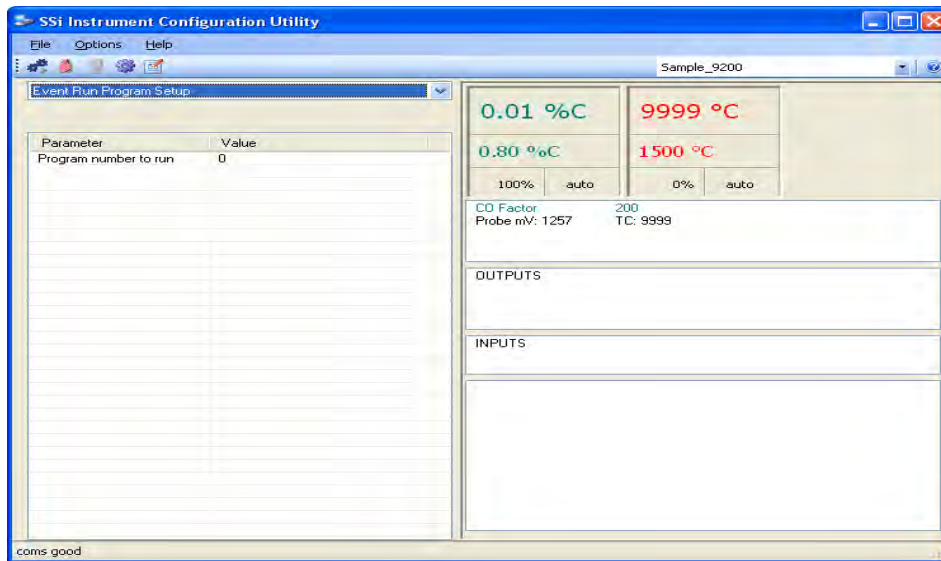 SSi Instrument Configuration Utility
File Options Help
Sample_9200
Event Run Program Setup
Parameter Value
Program number to run 0
0.01 %C 9999 °C
0.80 %C 1500 °C
100% auto 0% auto
CO Factor 200
Probe mV: 1257 TC: 9999
OUTPUTS
INPUTS
coms good